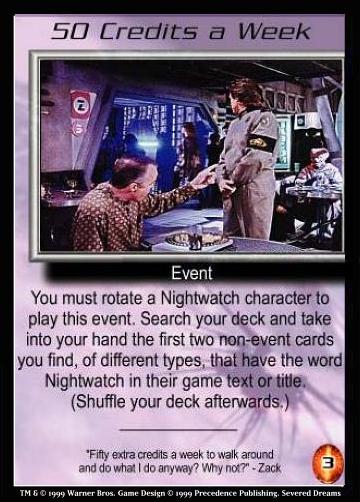 50 Credits a Week
Event
You must rotate a Nightwatch character to
play this event. Search your deck and take
into your hand the first two non-event cards
you find, of different types, that have the word
Nightwatch in their game text or title.
(Shuffle your deck afterwards.)
"Fifty extra credits a week to walk around
and do what I do anyway? Why not?" - Zack
3
TM & © 1999 Warner Bros. Game Design © 1999 Precedence Publishing. Severed Dreams